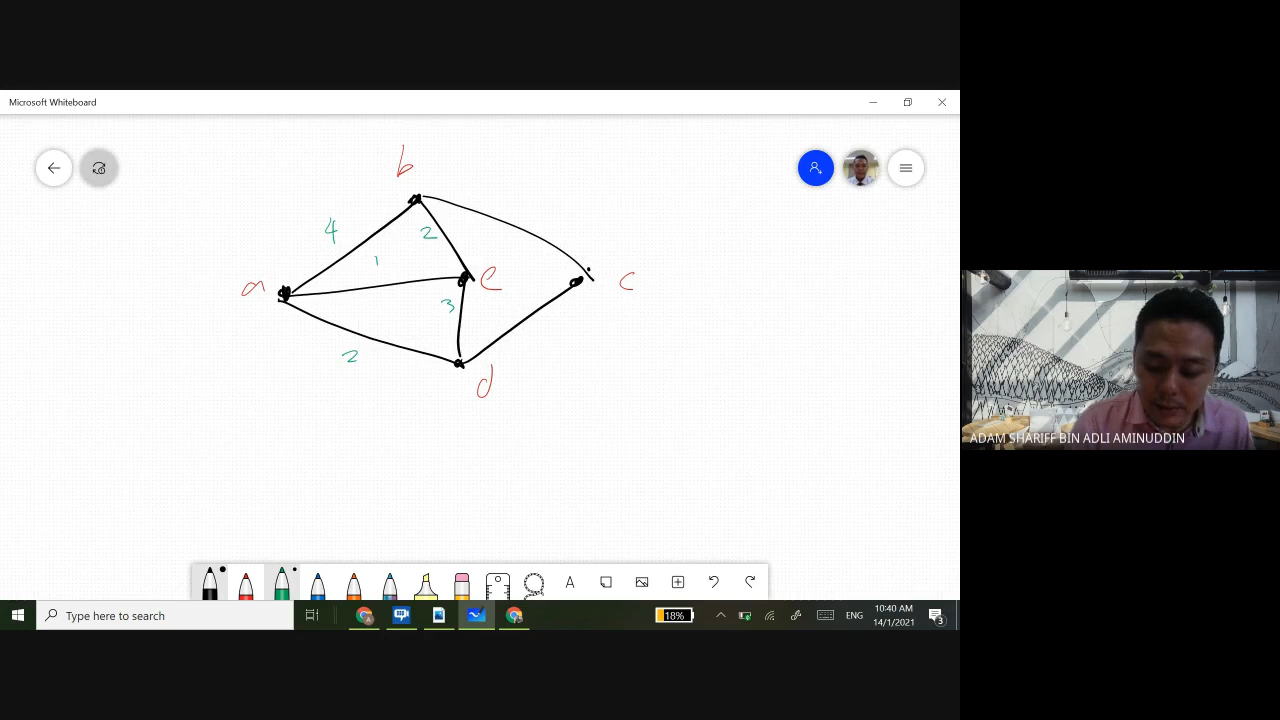 Microsoft Whiteboard
b
4
2
1
a
e
c
3
2
d
ADAM SHARIFF BIN ADLI AMINUDDIN
A
Type here to search
18%
ENG
10:40 AM
14/1/2021
3